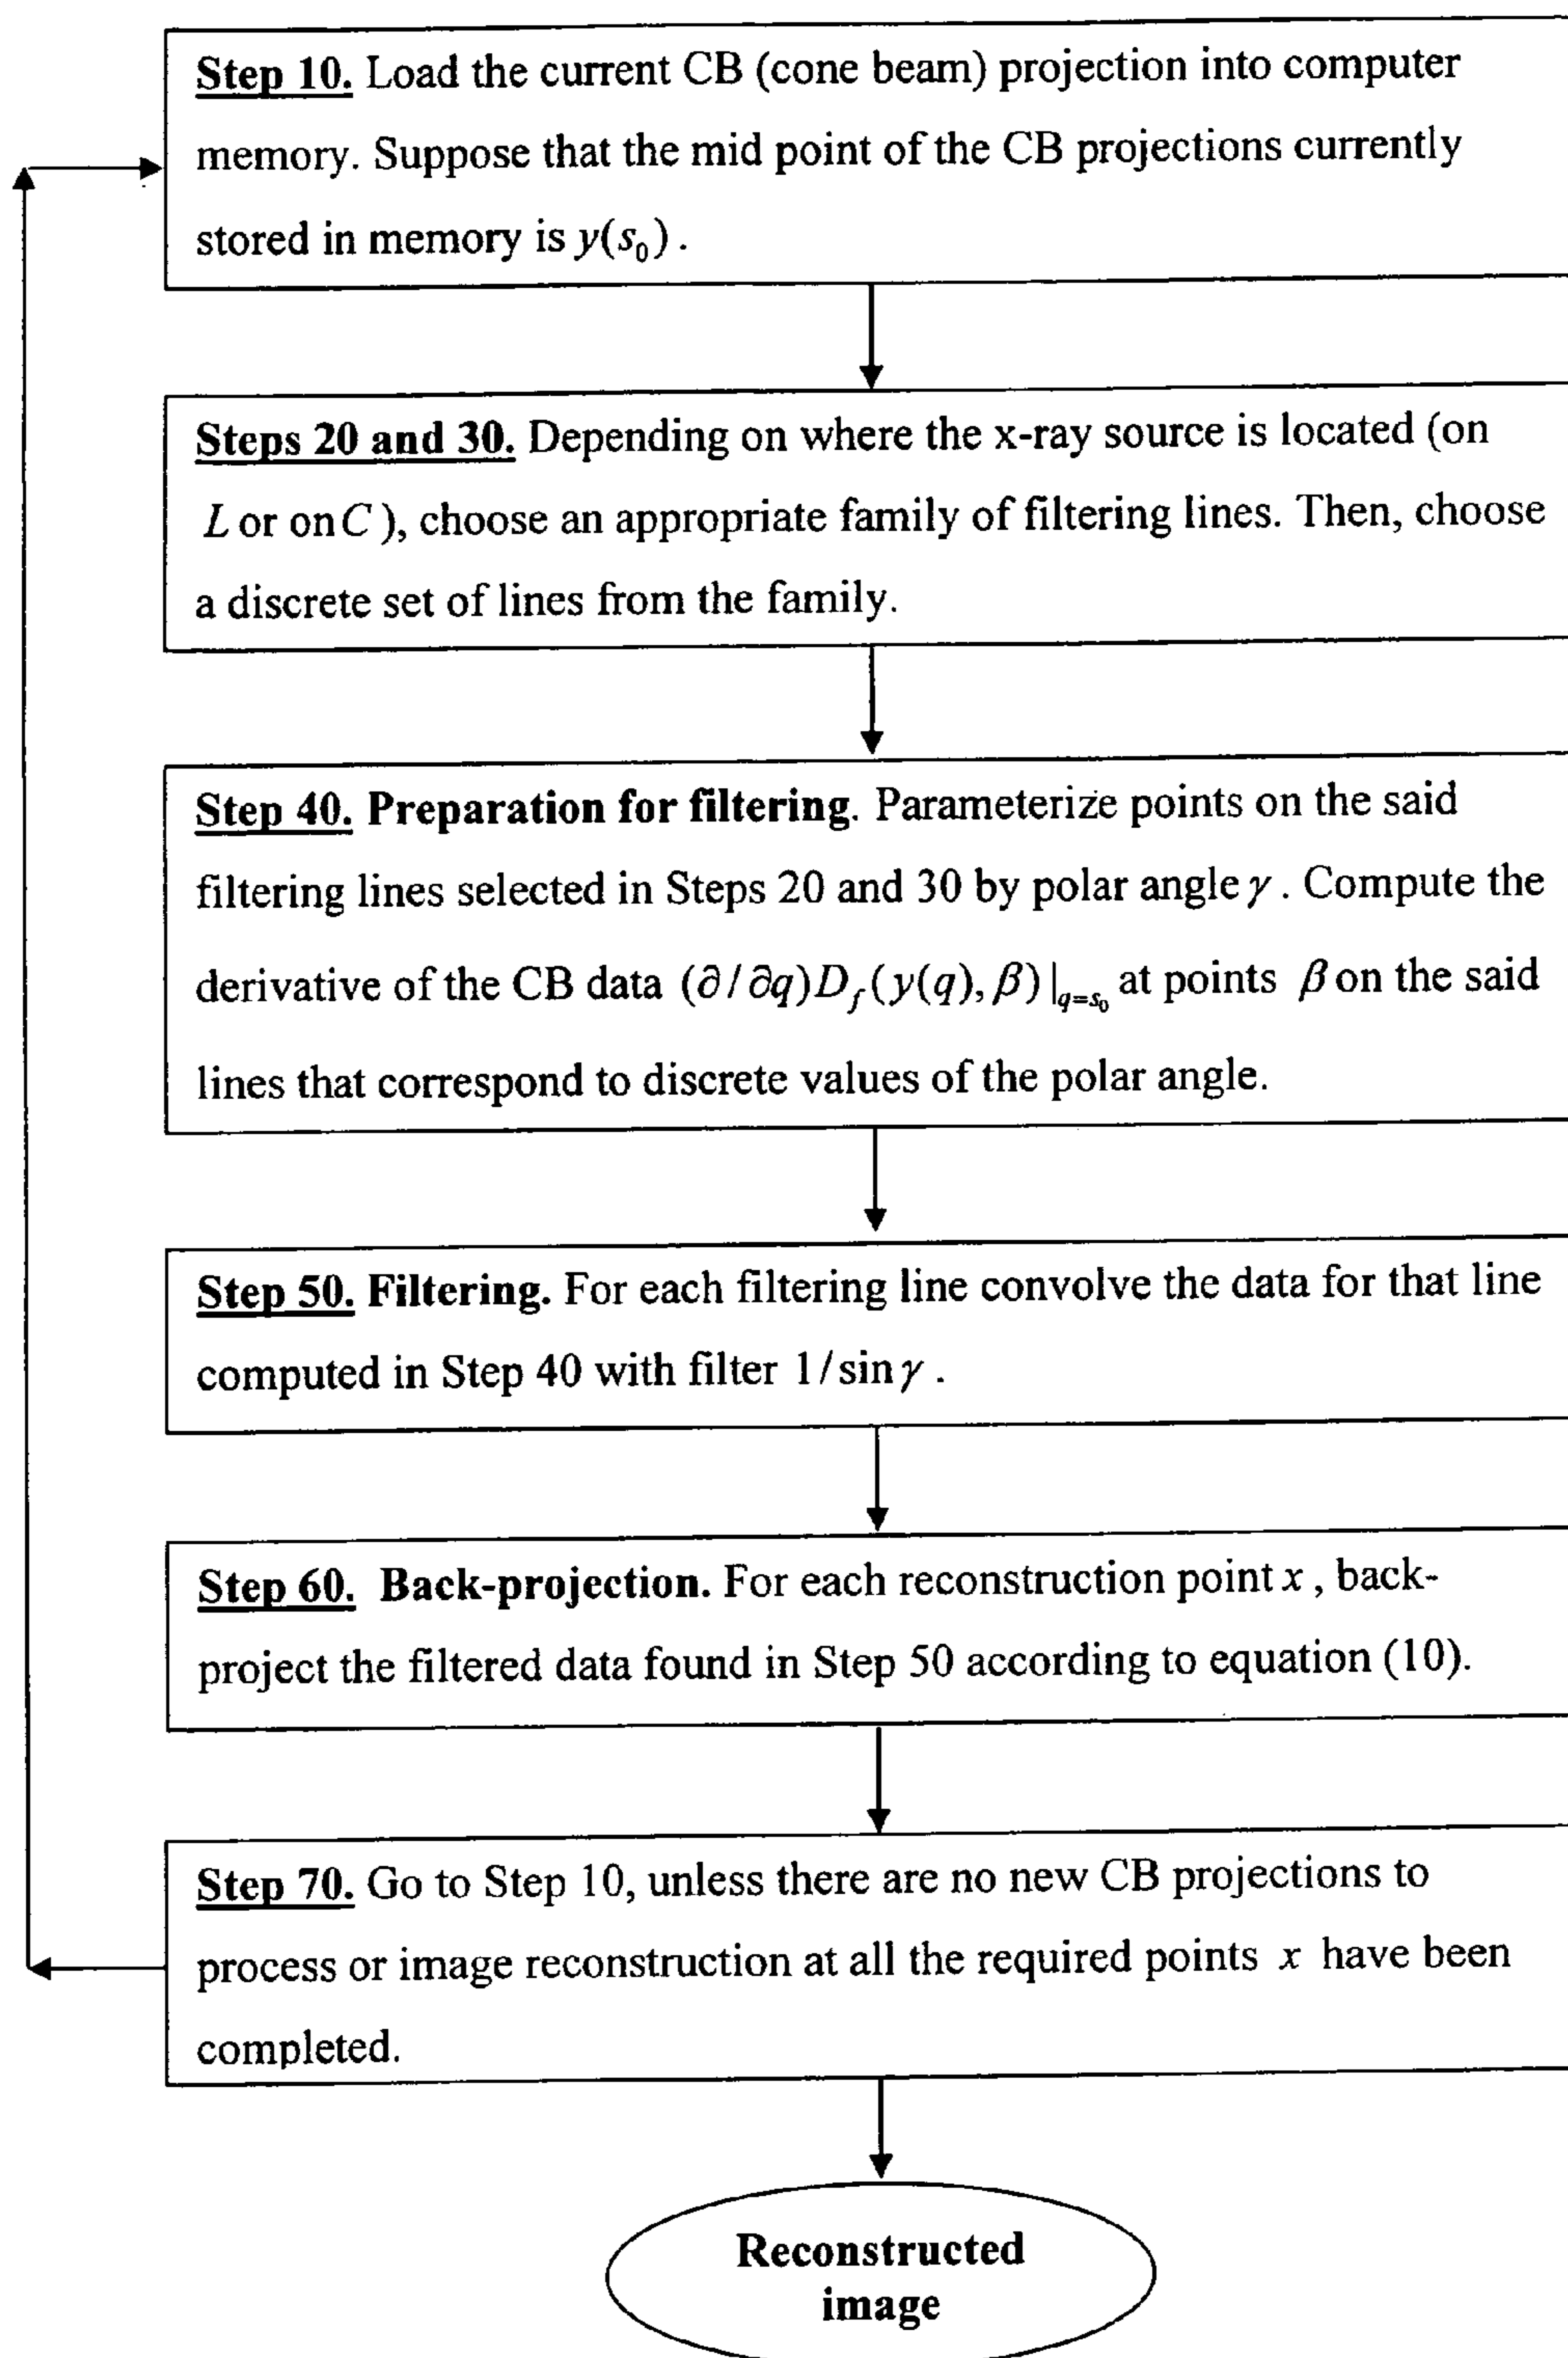 Step 10. Load the current CB (cone beam) projection into computer
memory. Suppose that the mid point of the CB projections currently
stored in memory is y(s₀).
Steps 20 and 30. Depending on where the x-ray source is located (on
L or on C), choose an appropriate family of filtering lines. Then, choose
a discrete set of lines from the family.
Step 40. Preparation for filtering. Parameterize points on the said
filtering lines selected in Steps 20 and 30 by polar angle γ. Compute the
derivative of the CB data (∂/∂q)D_f(y(q), β)|_{q=s₀} at points β on the said
lines that correspond to discrete values of the polar angle.
Step 50. Filtering. For each filtering line convolve the data for that line
computed in Step 40 with filter 1/sin γ.
Step 60. Back-projection. For each reconstruction point x, back-
project the filtered data found in Step 50 according to equation (10).
Step 70. Go to Step 10, unless there are no new CB projections to
process or image reconstruction at all the required points x have been
completed.
Reconstructed
image